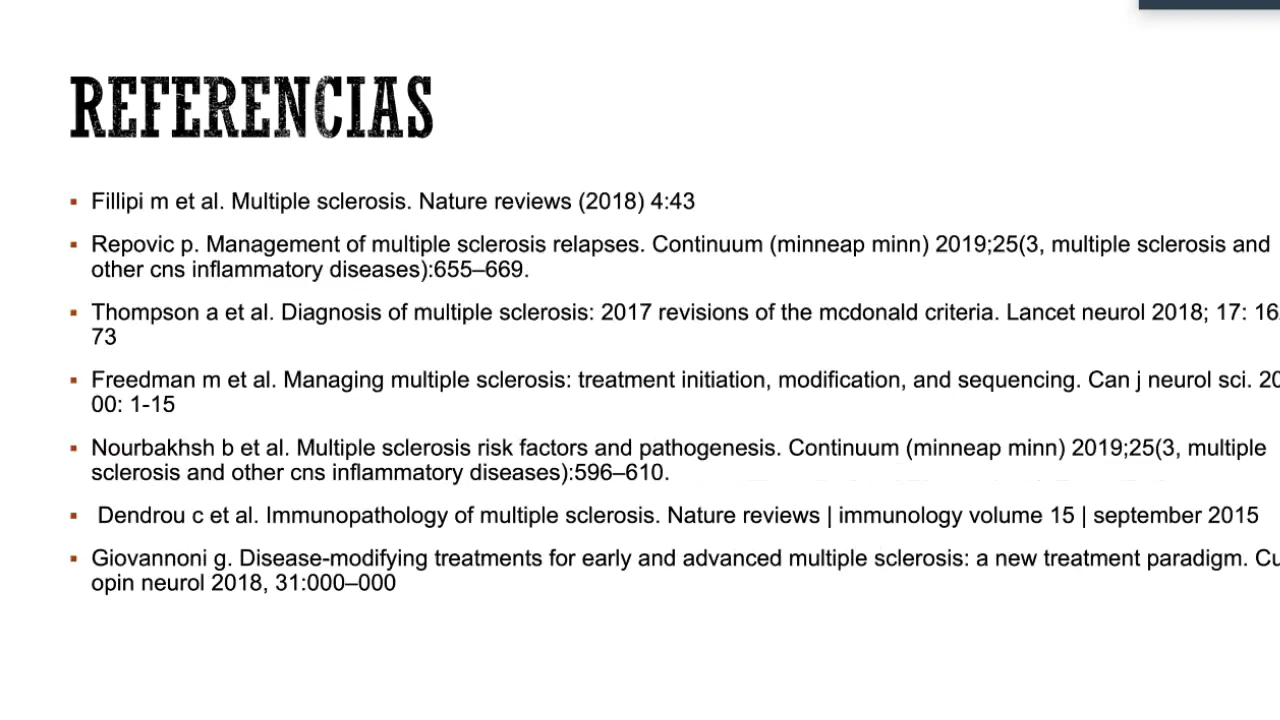 REFERENCIAS
▪ Fillipi m et al. Multiple sclerosis. Nature reviews (2018) 4:43
▪ Repovic p. Management of multiple sclerosis relapses. Continuum (minneap minn) 2019;25(3, multiple sclerosis and
other cns inflammatory diseases):655–669.
▪ Thompson a et al. Diagnosis of multiple sclerosis: 2017 revisions of the mcdonald criteria. Lancet neurol 2018; 17:
73
▪ Freedman m et al. Managing multiple sclerosis: treatment initiation, modification, and sequencing. Can j neurol sci.
00: 1-15
▪ Nourbakhsh b et al. Multiple sclerosis risk factors and pathogenesis. Continuum (minneap minn) 2019;25(3, multiple
sclerosis and other cns inflammatory diseases):596–610.
▪ Dendrou c et al. Immunopathology of multiple sclerosis. Nature reviews | immunology volume 15 | september 2015
▪ Giovannoni g. Disease-modifying treatments for early and advanced multiple sclerosis: a new treatment paradigm.
opin neurol 2018, 31:000–000